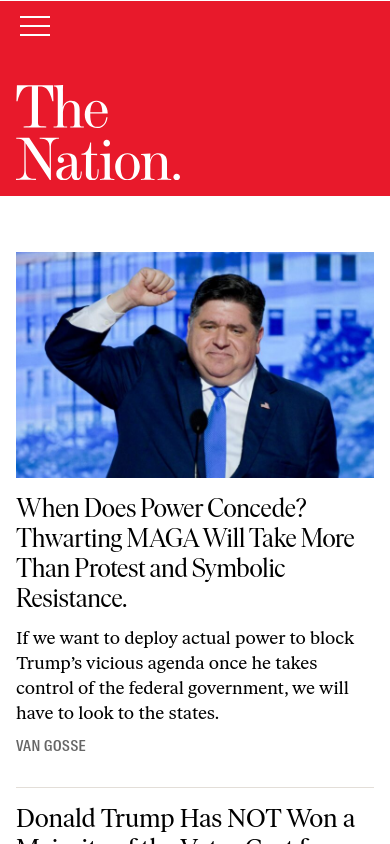 The
Nation.
When Does Power Concede?
Thwarting MAGA Will Take More
Than Protest and Symbolic
Resistance.
If we want to deploy actual power to block
Trump’s vicious agenda once he takes
control of the federal government, we will
have to look to the states.
VAN GOSSE
Donald Trump Has NOT Won a